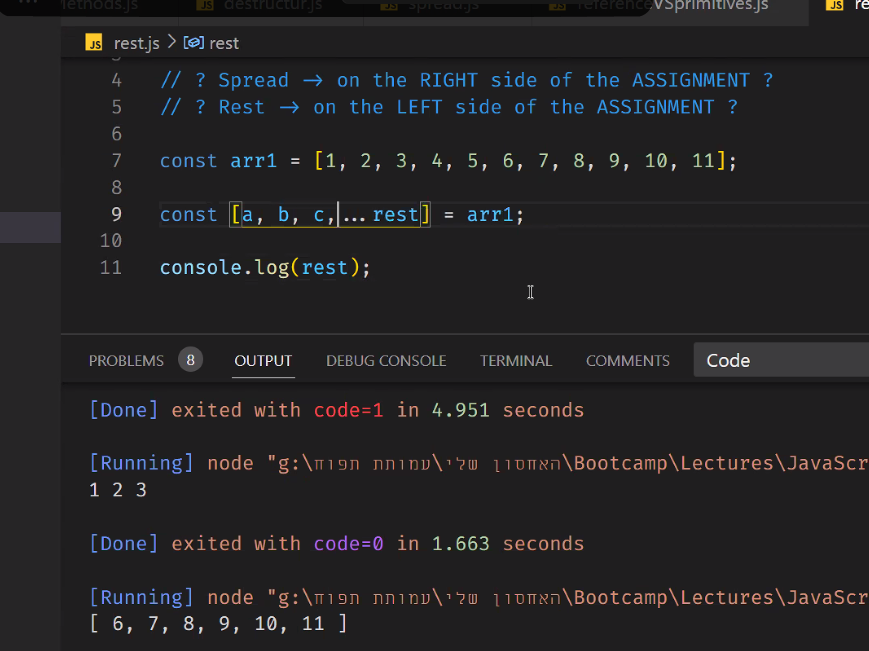 ethods.js destructur.js spread.js referenceVSprimitives.js re
rest.js > rest
4 // ? Spread -> on the RIGHT side of the ASSIGNMENT ?
5 // ? Rest -> on the LEFT side of the ASSIGNMENT ?
6
7 const arr1 = [1, 2, 3, 4, 5, 6, 7, 8, 9, 10, 11];
8
9 const [a, b, c,...rest] = arr1;
10
11 console.log(rest);
PROBLEMS 8 OUTPUT DEBUG CONSOLE TERMINAL COMMENTS Code
[Done] exited with code=1 in 4.951 seconds
[Running] node "g:\האחסון שלי\עמותת תפוח\Bootcamp\Lectures\JavaScr
1 2 3
[Done] exited with code=0 in 1.663 seconds
[Running] node "g:\האחסון שלי\עמותת תפוח\Bootcamp\Lectures\JavaScr
[ 6, 7, 8, 9, 10, 11 ]